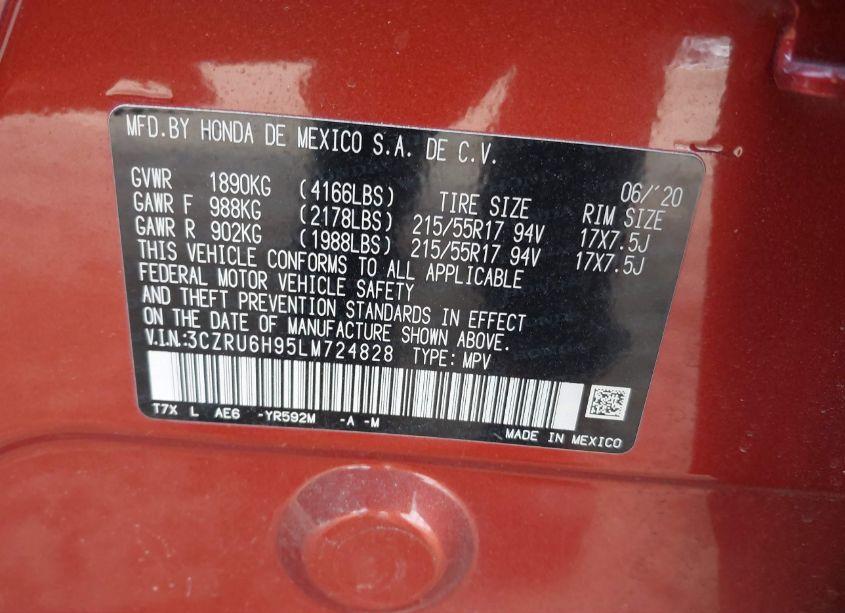 MFD.BY HONDA DE MEXICO S.A. DE C.V.
06/'20
GVWR 1890KG (4166LBS) TIRE SIZE RIM SIZE
GAWR F 988KG (2178LBS) 215/55R17 94V 17X7.5J
GAWR R 902KG (1988LBS) 215/55R17 94V 17X7.5J
THIS VEHICLE CONFORMS TO ALL APPLICABLE
FEDERAL MOTOR VEHICLE SAFETY
AND THEFT PREVENTION STANDARDS IN EFFECT
ON THE DATE OF MANUFACTURE SHOWN ABOVE.
V.I.N.:3CZRU6H95LM724828 TYPE: MPV
T7X L AE6 -YR592M -A -M
MADE IN MEXICO